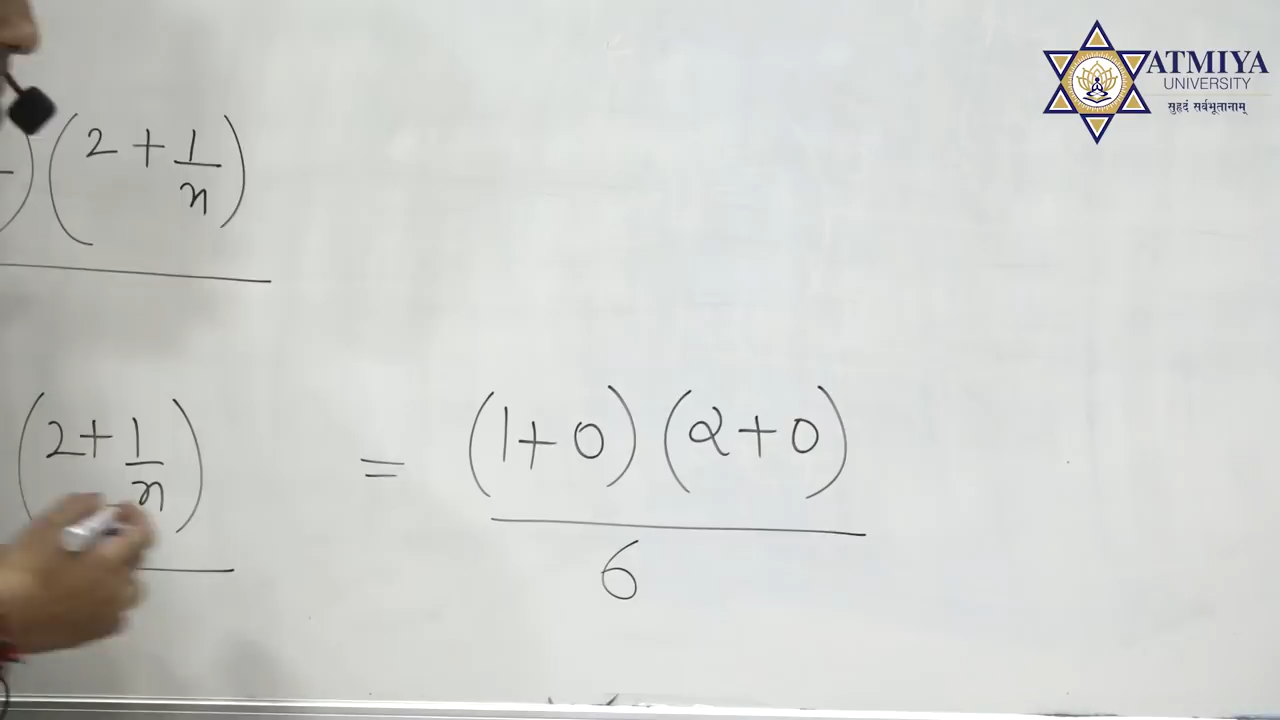 ATMIYA
UNIVERSITY
सुहृदं सर्वभूतानाम्
) (2 + 1/n)
(2 + 1/n) = (1 + 0) (2 + 0) / 6